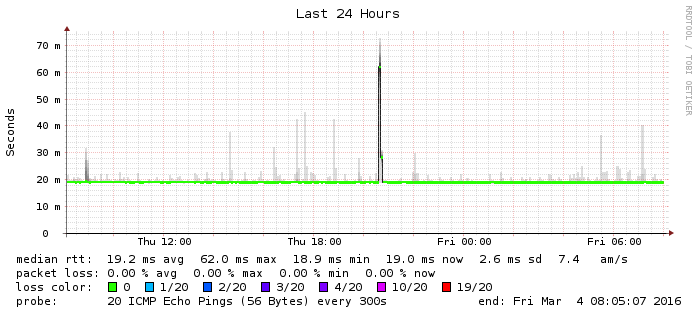 Last 24 Hours
RRDTOOL / TOBI OETIKER
Seconds
70 m
60 m
50 m
40 m
30 m
20 m
10 m
0
Thu 12:00 Thu 18:00 Fri 00:00 Fri 06:00
median rtt: 19.2 ms avg 62.0 ms max 18.9 ms min 19.0 ms now 2.6 ms sd 7.4 am/s
packet loss: 0.00 % avg 0.00 % max 0.00 % min 0.00 % now
loss color: 0 1/20 2/20 3/20 4/20 10/20 19/20
probe: 20 ICMP Echo Pings (56 Bytes) every 300s end: Fri Mar 4 08:05:07 2016